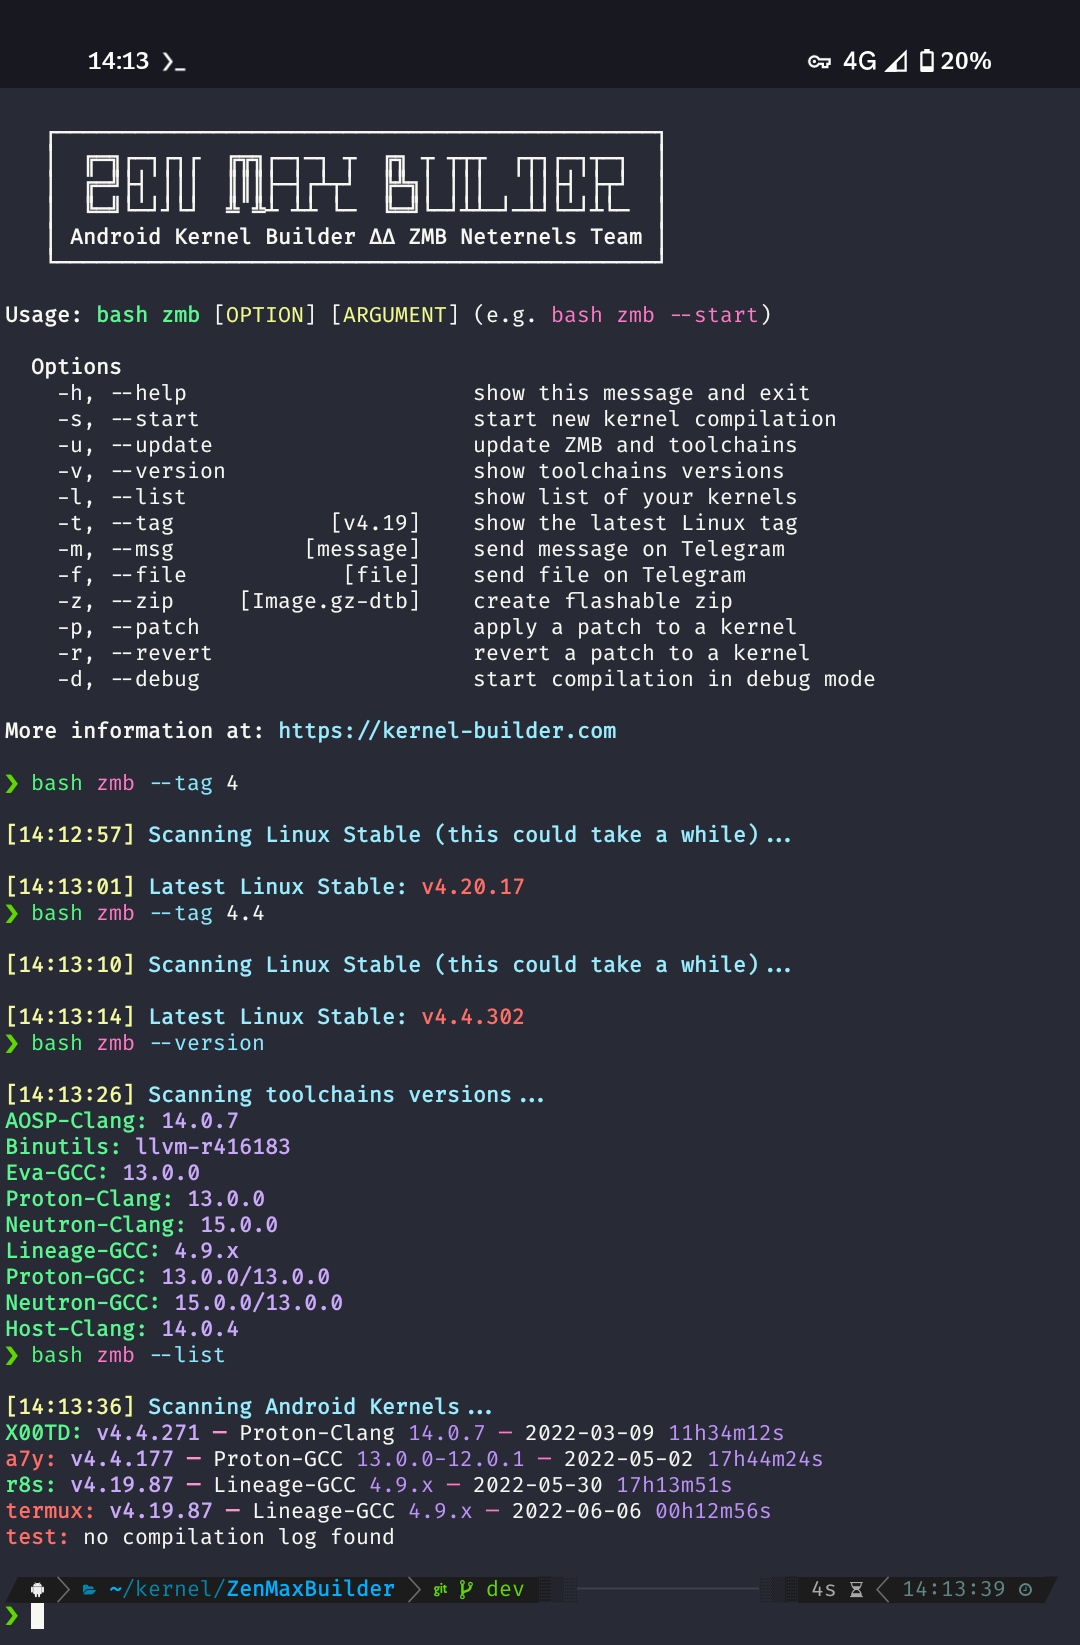 14:13 ❯_ 4G 20%
ZENMAX BUILDER
Android Kernel Builder ∆∆ ZMB Neternels Team
Usage: bash zmb [OPTION] [ARGUMENT] (e.g. bash zmb --start)
Options
-h, --help show this message and exit
-s, --start start new kernel compilation
-u, --update update ZMB and toolchains
-v, --version show toolchains versions
-l, --list show list of your kernels
-t, --tag [v4.19] show the latest Linux tag
-m, --msg [message] send message on Telegram
-f, --file [file] send file on Telegram
-z, --zip [Image.gz-dtb] create flashable zip
-p, --patch apply a patch to a kernel
-r, --revert revert a patch to a kernel
-d, --debug start compilation in debug mode
More information at: https://kernel-builder.com
❯ bash zmb --tag 4
[14:12:57] Scanning Linux Stable (this could take a while)...
[14:13:01] Latest Linux Stable: v4.20.17
❯ bash zmb --tag 4.4
[14:13:10] Scanning Linux Stable (this could take a while)...
[14:13:14] Latest Linux Stable: v4.4.302
❯ bash zmb --version
[14:13:26] Scanning toolchains versions...
AOSP-Clang: 14.0.7
Binutils: llvm-r416183
Eva-GCC: 13.0.0
Proton-Clang: 13.0.0
Neutron-Clang: 15.0.0
Lineage-GCC: 4.9.x
Proton-GCC: 13.0.0/13.0.0
Neutron-GCC: 15.0.0/13.0.0
Host-Clang: 14.0.4
❯ bash zmb --list
[14:13:36] Scanning Android Kernels...
X00TD: v4.4.271 – Proton-Clang 14.0.7 – 2022-03-09 11h34m12s
a7y: v4.4.177 – Proton-GCC 13.0.0-12.0.1 – 2022-05-02 17h44m24s
r8s: v4.19.87 – Lineage-GCC 4.9.x – 2022-05-30 17h13m51s
termux: v4.19.87 – Lineage-GCC 4.9.x – 2022-06-06 00h12m56s
test: no compilation log found
~/kernel/ZenMaxBuilder git dev 4s 14:13:39
❯